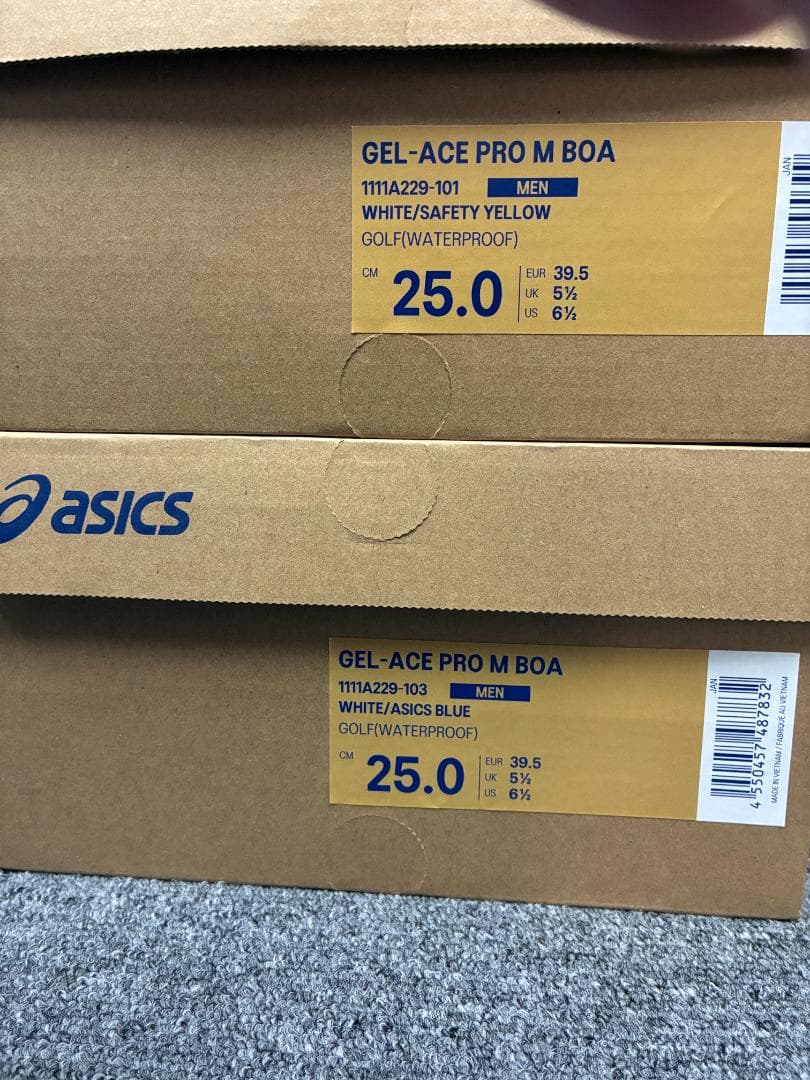 GEL-ACE PRO M BOA
1111A229-101 MEN
WHITE/SAFETY YELLOW
GOLF(WATERPROOF)
CM 25.0
EUR 39.5
UK 5½
US 6½
JAN
asics
GEL-ACE PRO M BOA
1111A229-103 MEN
WHITE/ASICS BLUE
GOLF(WATERPROOF)
CM 25.0
EUR 39.5
UK 5½
US 6½
JAN
4 550457 487832
MADE IN VIETNAM / FABRIQUE AU VIETNAM